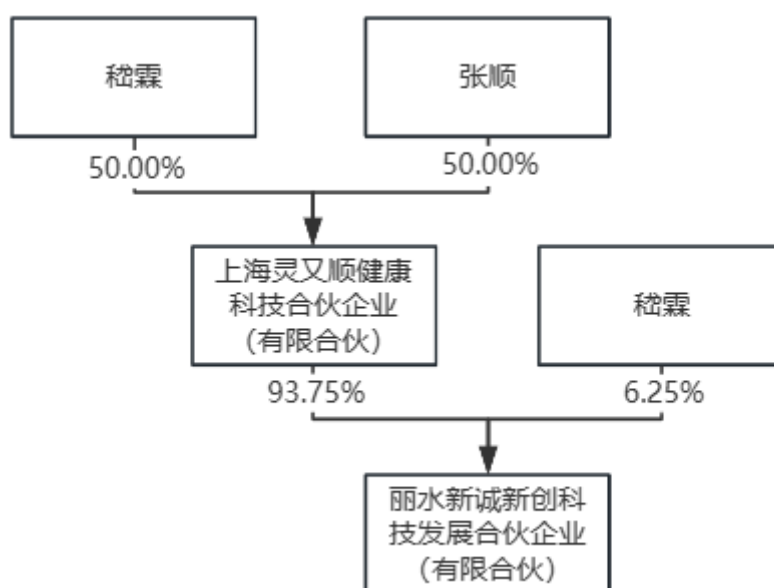 嵇霖
张顺
50.00%
50.00%
上海灵又顺健康
科技合伙企业
（有限合伙）
嵇霖
93.75%
6.25%
丽水新诚新创科
技发展合伙企业
（有限合伙）